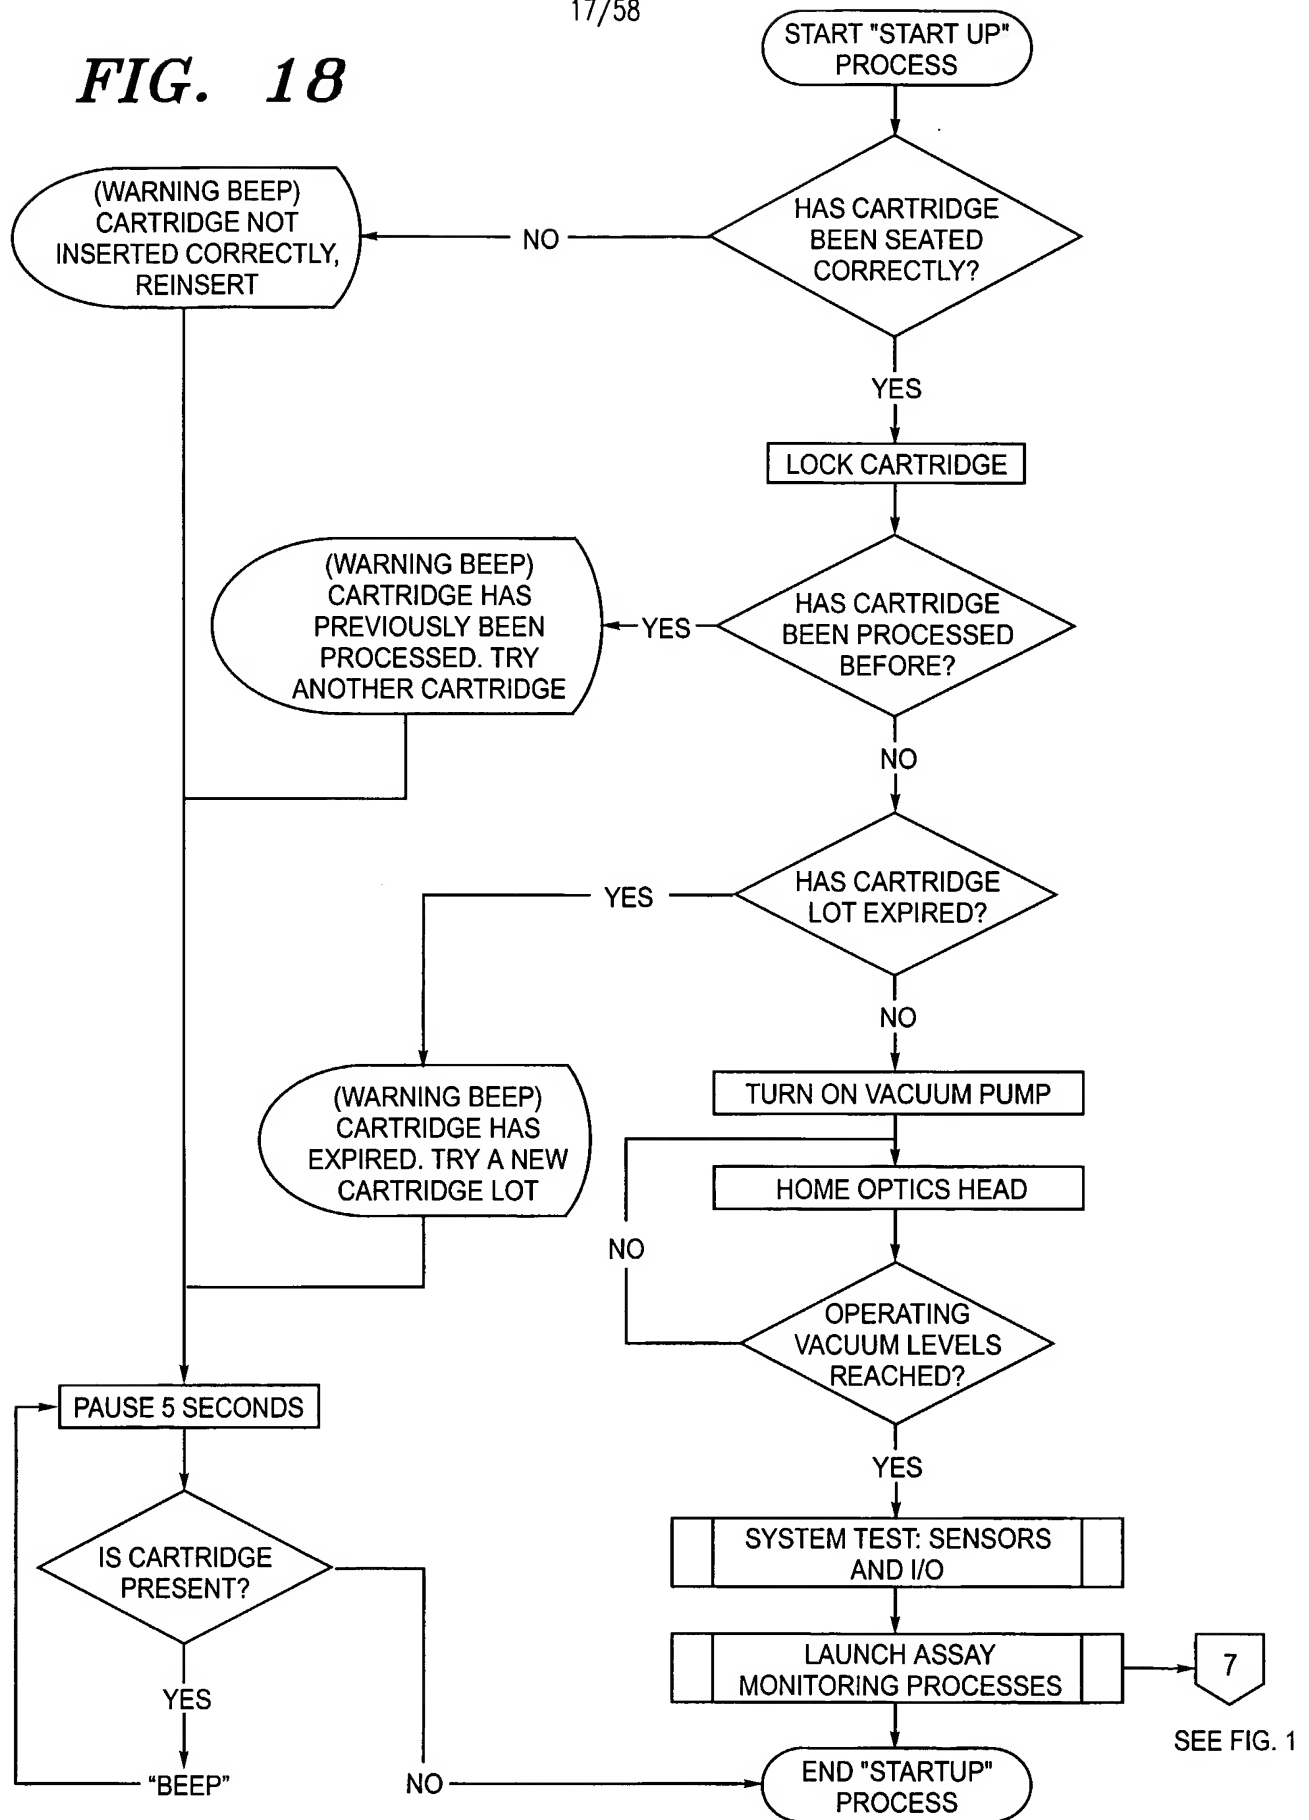 17/58
FIG. 18
START "START UP"
PROCESS
HAS CARTRIDGE
BEEN SEATED
CORRECTLY?
NO
(WARNING BEEP)
CARTRIDGE NOT
INSERTED CORRECTLY,
REINSERT
YES
LOCK CARTRIDGE
HAS CARTRIDGE
BEEN PROCESSED
BEFORE?
YES
(WARNING BEEP)
CARTRIDGE HAS
PREVIOUSLY BEEN
PROCESSED. TRY
ANOTHER CARTRIDGE
NO
HAS CARTRIDGE
LOT EXPIRED?
YES
(WARNING BEEP)
CARTRIDGE HAS
EXPIRED. TRY A NEW
CARTRIDGE LOT
NO
TURN ON VACUUM PUMP
HOME OPTICS HEAD
NO
OPERATING
VACUUM LEVELS
REACHED?
YES
PAUSE 5 SECONDS
IS CARTRIDGE
PRESENT?
YES
"BEEP"
NO
SYSTEM TEST: SENSORS
AND I/O
LAUNCH ASSAY
MONITORING PROCESSES
7
SEE FIG. 1
END "STARTUP"
PROCESS